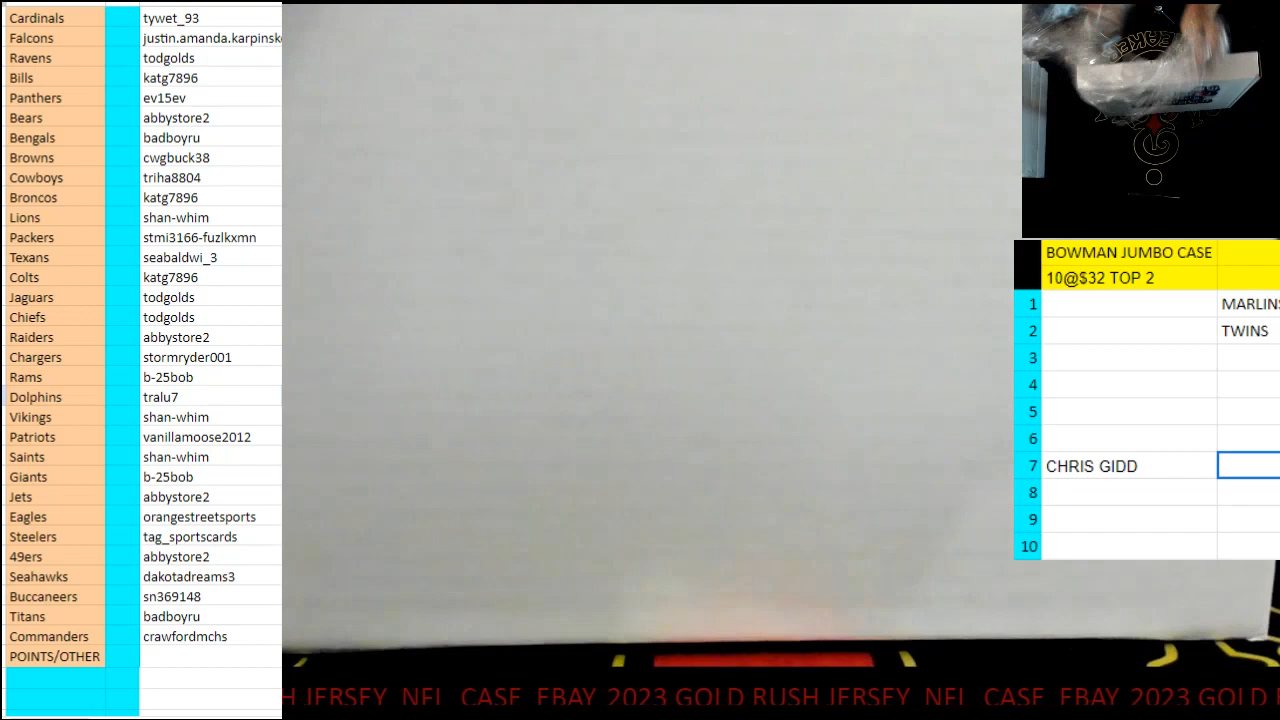 Cardinals tywet_93
Falcons justin.amanda.karpinsk
Ravens todgolds
Bills katg7896
Panthers ev15ev
Bears abbystore2
Bengals badboyru
Browns cwgbuck38
Cowboys triha8804
Broncos katg7896
Lions shan-whim
Packers stmi3166-fuzlkxmn
Texans seabaldwi_3
Colts katg7896
Jaguars todgolds
Chiefs todgolds
Raiders abbystore2
Chargers stormryder001
Rams b-25bob
Dolphins tralu7
Vikings shan-whim
Patriots vanillamoose2012
Saints shan-whim
Giants b-25bob
Jets abbystore2
Eagles orangestreetsports
Steelers tag_sportscards
49ers abbystore2
Seahawks dakotadreams3
Buccaneers sn369148
Titans badboyru
Commanders crawfordmchs
POINTS/OTHER
BOWMAN JUMBO CASE
10@$32 TOP 2
1 MARLINS
2 TWINS
3
4
5
6
7 CHRIS GIDD
8
9
10
H JERSEY NFL CASE EBAY 2023 GOLD RUSH JERSEY NFL CASE EBAY 2023 GOLD